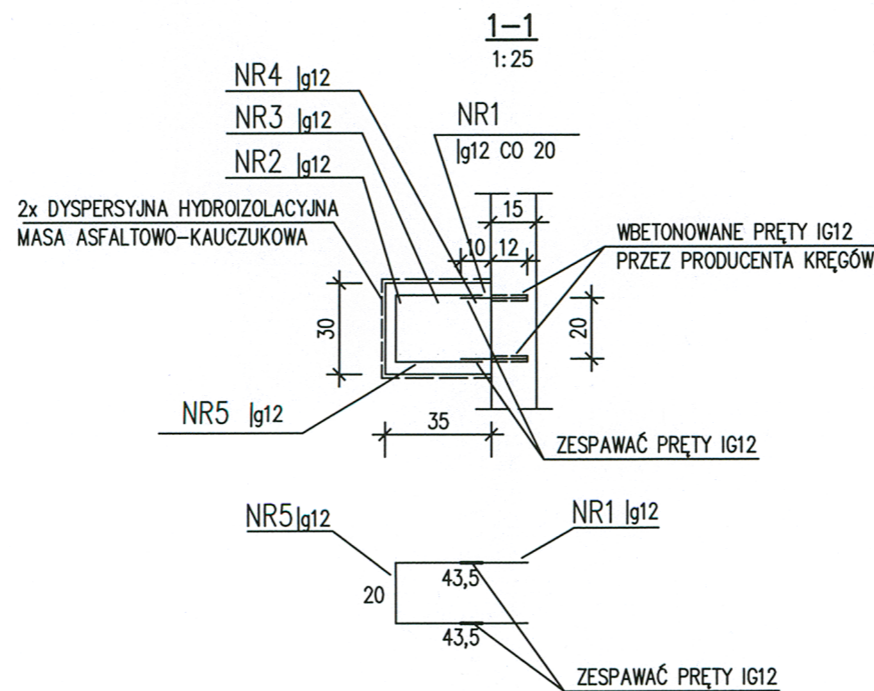 1-1
1:25
NR4 |g12
NR3 |g12
NR2 |g12
NR1
|g12 CO 20
2x DYSPERSYJNA HYDROIZOLACYJNA
MASA ASFALTOWO-KAUCZUKOWA
15
10 12
WBETONOWANE PRĘTY IG12
PRZEZ PRODUCENTA KRĘGÓW
30
20
NR5 |g12
35
ZESPAWAĆ PRĘTY IG12
NR5|g12
NR1 |g12
43,5
20
43,5
ZESPAWAĆ PRĘTY IG12